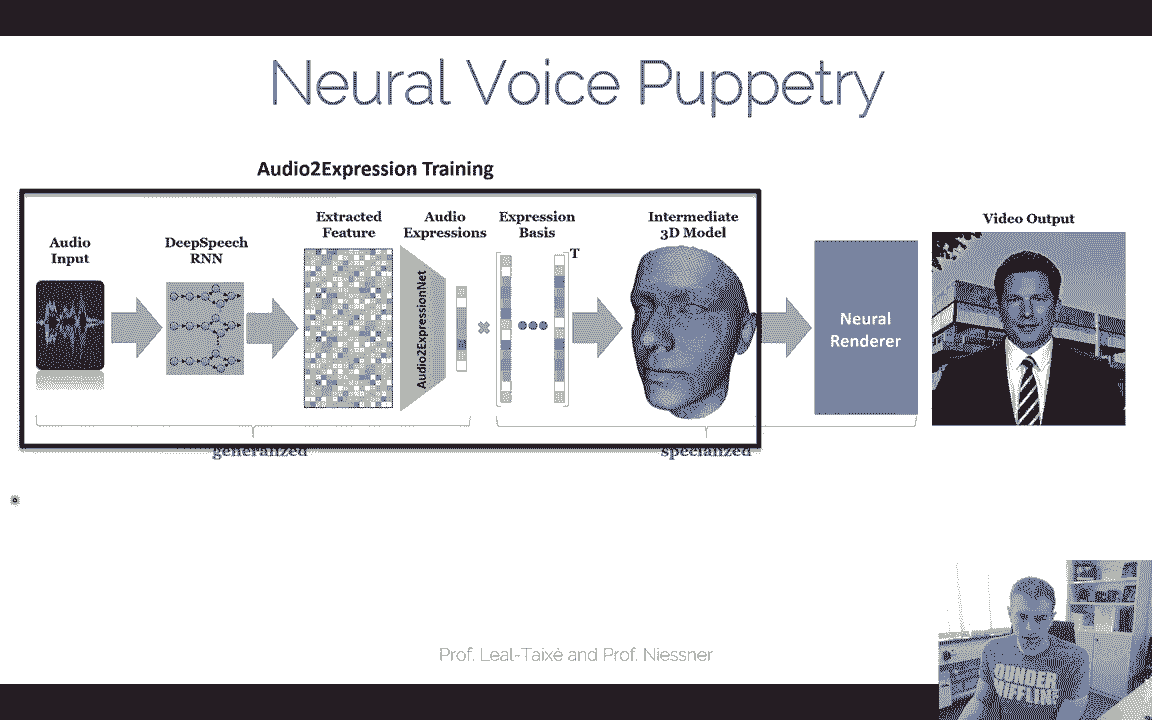 Neural Voice Puppetry
Audio2Expression Training
Audio
Input
DeepSpeech
RNN
Extracted
Feature
Audio
Expressions
Audio2ExpressionNet
Expression
Basis
T
Intermediate
3D Model
Neural
Renderer
Video Output
generalized
specialized
Prof. Leal-Taixè and Prof. Niessner
DUNDER
MIFFLIN